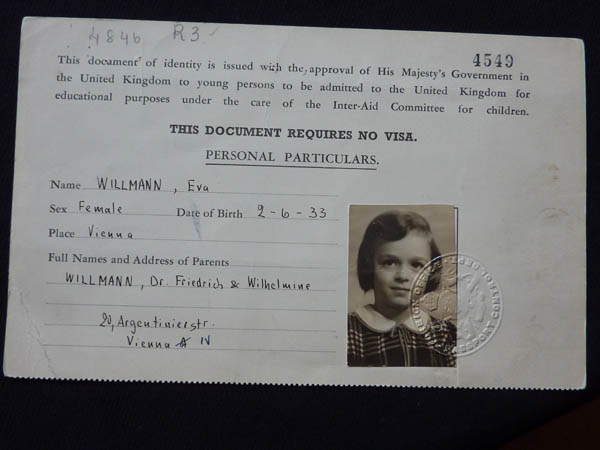 4846 R3
4549
This document of identity is issued with the approval of His Majesty's Government in
the United Kingdom to young persons to be admitted to the United Kingdom for
educational purposes under the care of the Inter-Aid Committee for children.
THIS DOCUMENT REQUIRES NO VISA.
PERSONAL PARTICULARS.
Name WILLMANN, Eva
Sex Female Date of Birth 2-6-33
Place Vienna
Full Names and Address of Parents
WILLMANN, Dr. Friedrich & Wilhelmine
20, Argentinierstr.
Vienna IV